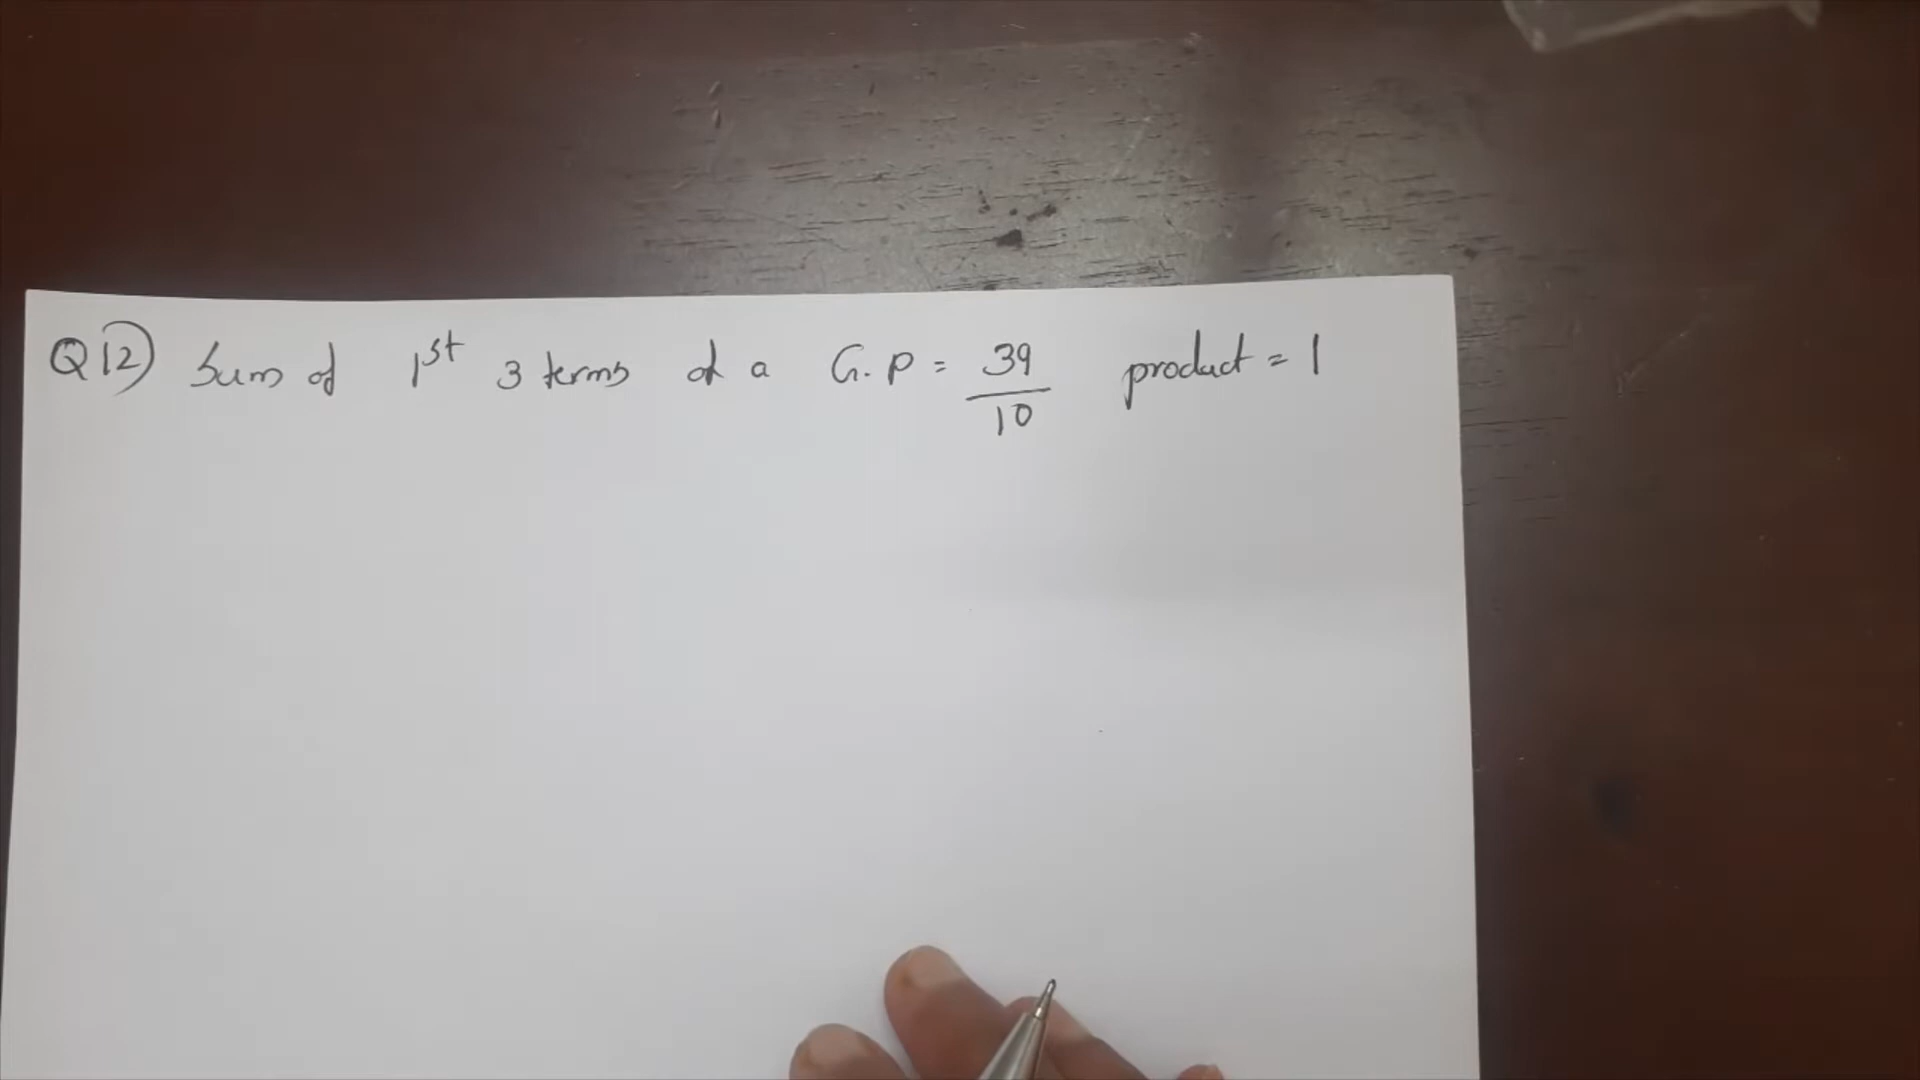 Q12) Sum of 1st 3 terms of a G.P = 39/10 product = 1